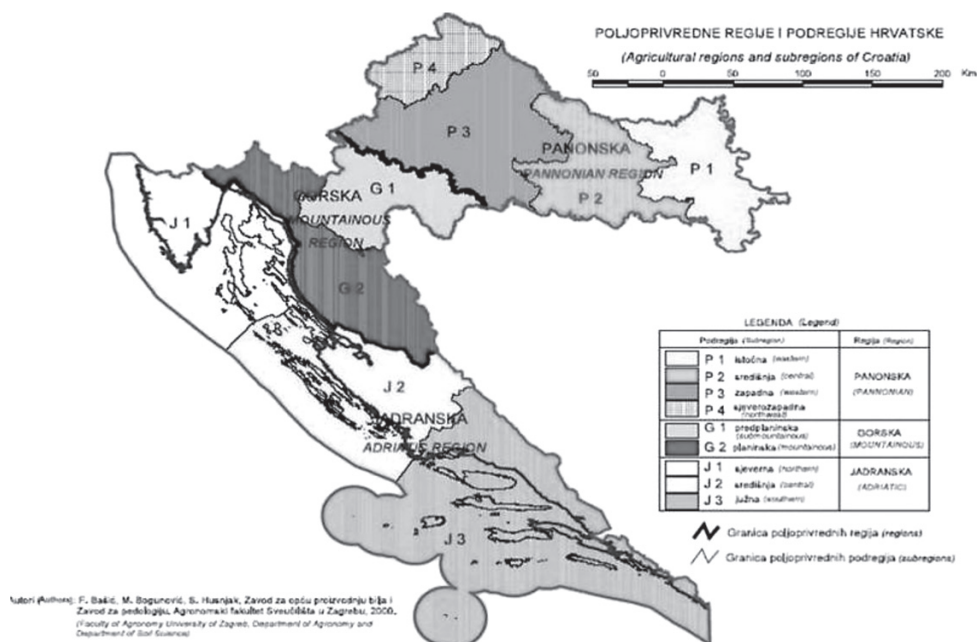 POLJOPRIVREDNE REGIJE I PODREGIJE HRVATSKE
(Agricultural regions and subregions of Croatia)
50 0 50 100 150 200 Km
P 4
P 3
PANONSKA
PANNONIAN REGION
P 2
P 1
G 1
GORSKA
MOUNTAINOUS
REGION
G 2
J 1
J 2
JADRANSKA
ADRIATIC REGION
J 3
LEGENDA (Legend)
Podregija (Subregion) Regija (Region)
P 1 istočna (eastern)
P 2 središnja (central)
P 3 zapadna (western)
P 4 sjeverozapadna
(northwest)
PANONSKA
(PANNONIAN)
G 1 predplaninska
(submountainous)
G 2 planinska (mountainous)
GORSKA
(MOUNTAINOUS)
J 1 sjeverna (northern)
J 2 središnja (central)
J 3 južna (southern)
JADRANSKA
(ADRIATIC)
Granica poljoprivrednih regija (regions)
Granica poljoprivrednih podregija (subregions)
(Authors): F. Bašić, M. Bogunović, S. Husnjak, Zavod za opću proizvodnju bilja i
Zavod za pedologiju, Agronomski fakultet Sveučilišta u Zagrebu, 2000.
(Faculty of Agronomy University of Zagreb, Department of Agronomy and
Department of Soil Science)